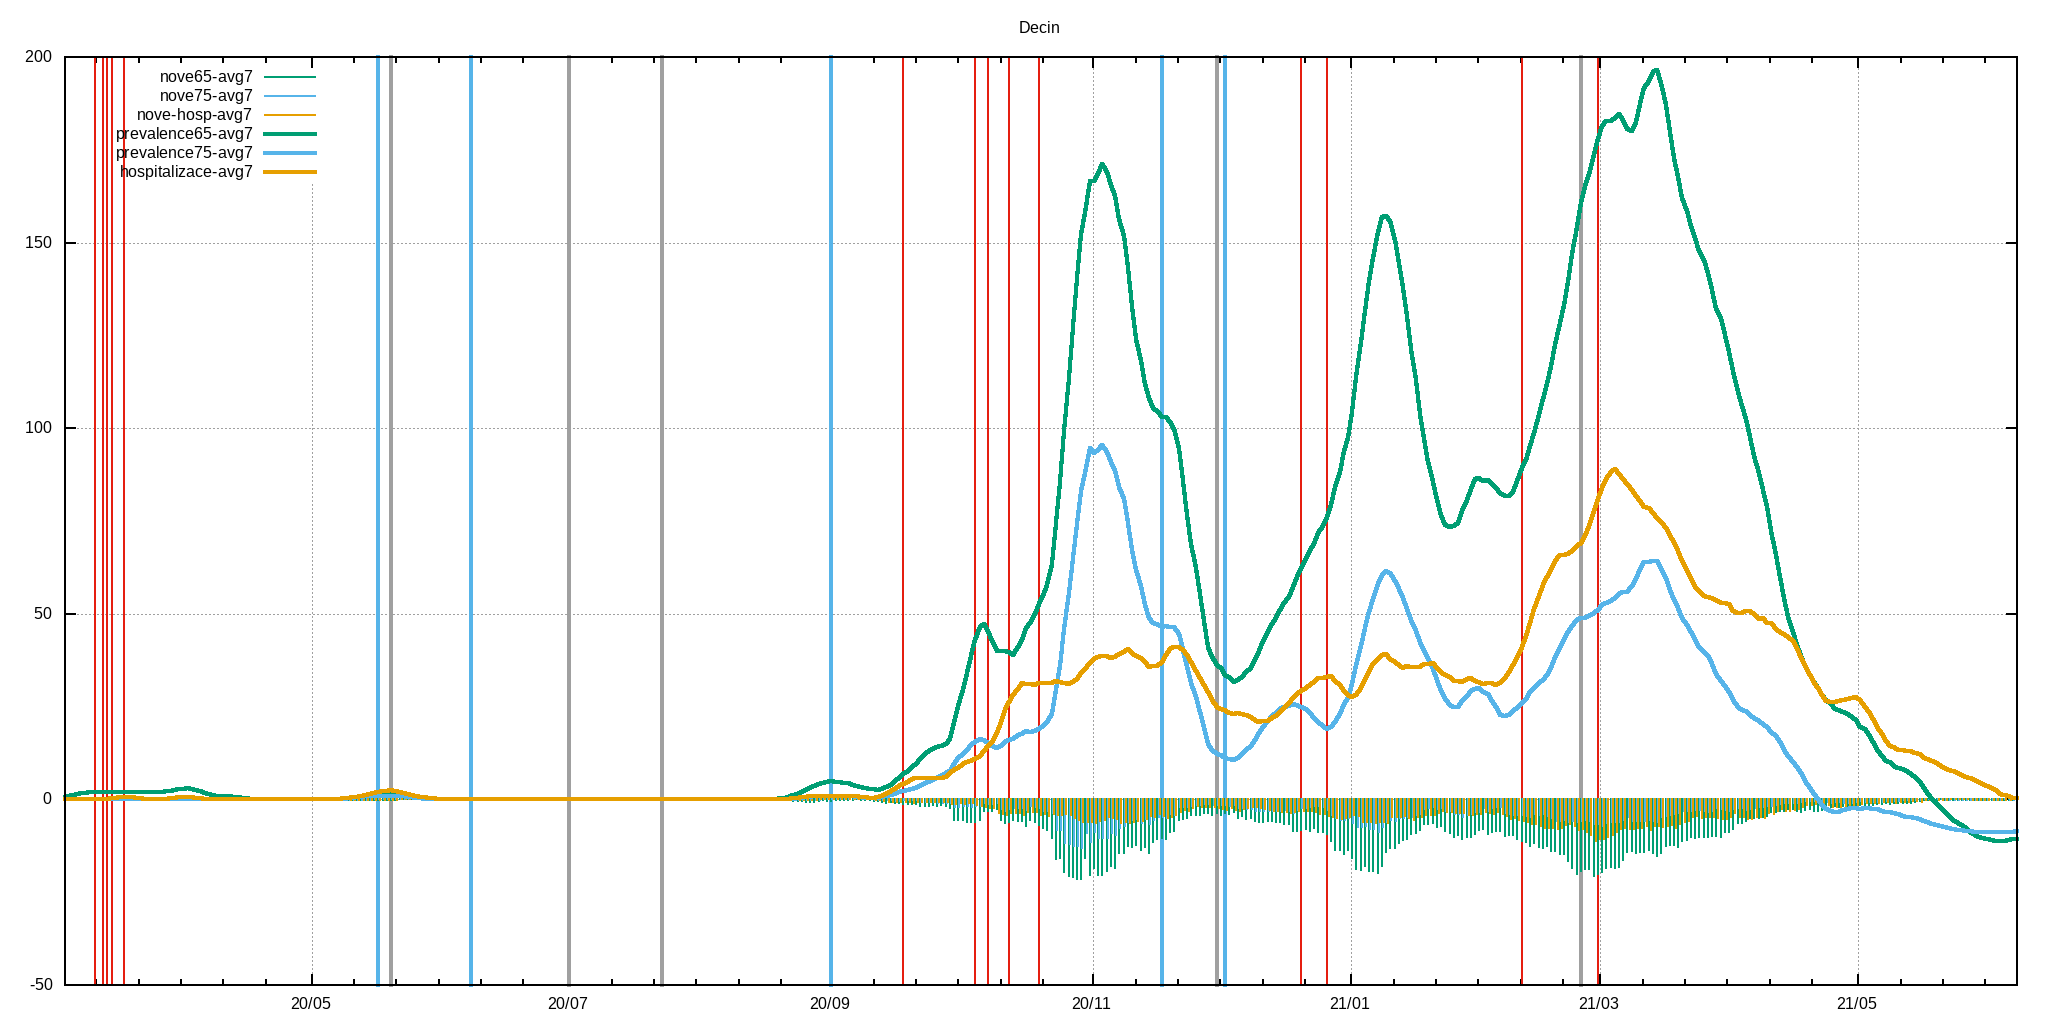 Decin
200
150
100
50
0
-50
nove65-avg7
nove75-avg7
nove-hosp-avg7
prevalence65-avg7
prevalence75-avg7
hospitalizace-avg7
20/05
20/07
20/09
20/11
21/01
21/03
21/05